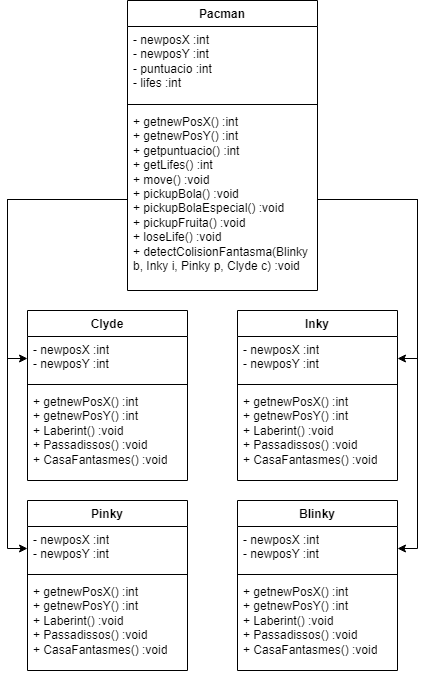 Pacman
- newposX :int
- newposY :int
- puntuacio :int
- lifes :int
+ getnewPosX() :int
+ getnewPosY() :int
+ getpuntuacio() :int
+ getLifes() :int
+ move() :void
+ pickupBola() :void
+ pickupBolaEspecial() :void
+ pickupFruita() :void
+ loseLife() :void
+ detectColisionFantasma(Blinky
b, Inky i, Pinky p, Clyde c) :void
Clyde
- newposX :int
- newposY :int
+ getnewPosX() :int
+ getnewPosY() :int
+ Laberint() :void
+ Passadissos() :void
+ CasaFantasmes() :void
Inky
- newposX :int
- newposY :int
+ getnewPosX() :int
+ getnewPosY() :int
+ Laberint() :void
+ Passadissos() :void
+ CasaFantasmes() :void
Pinky
- newposX :int
- newposY :int
+ getnewPosX() :int
+ getnewPosY() :int
+ Laberint() :void
+ Passadissos() :void
+ CasaFantasmes() :void
Blinky
- newposX :int
- newposY :int
+ getnewPosX() :int
+ getnewPosY() :int
+ Laberint() :void
+ Passadissos() :void
+ CasaFantasmes() :void